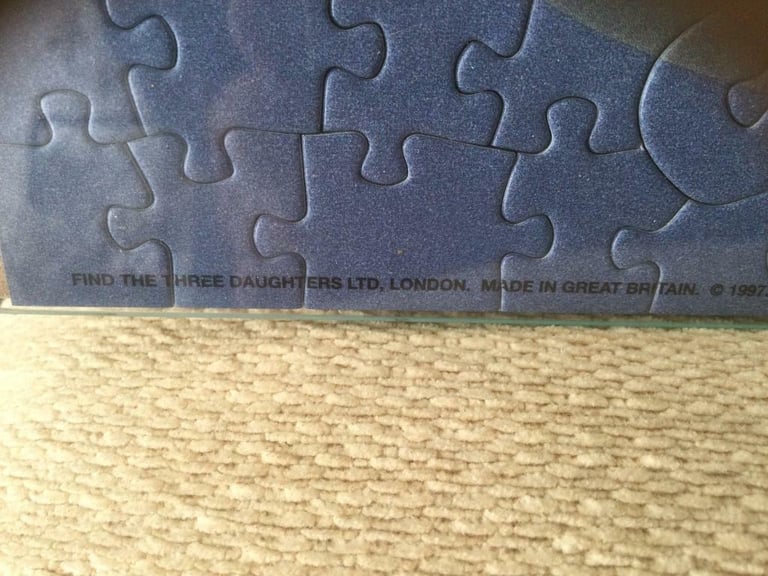 FIND THE THREE DAUGHTERS LTD, LONDON. MADE IN GREAT BRITAIN. © 1997.